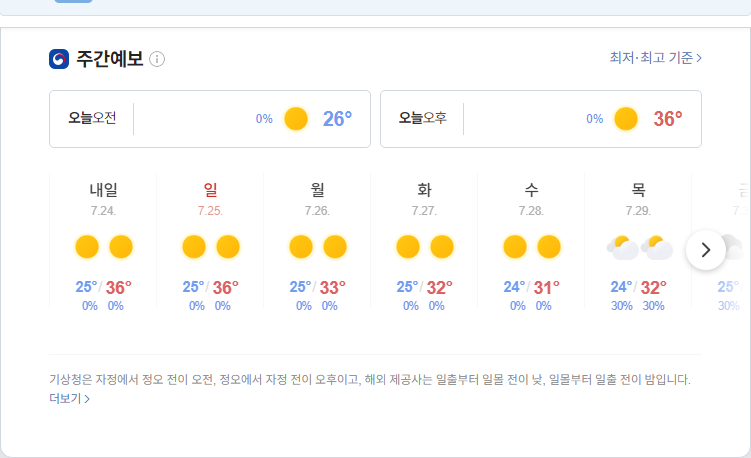 주간예보
최저·최고 기준
오늘오전 0% 26°
오늘오후 0% 36°
내일 일 월 화 수 목
7.24. 7.25. 7.26. 7.27. 7.28. 7.29.
25°/36° 25°/36° 25°/33° 25°/32° 24°/31° 24°/32° 25°
0% 0% 0% 0% 0% 0% 0% 0% 0% 0% 30% 30% 30%
기상청은 자정에서 정오 전이 오전, 정오에서 자정 전이 오후이고, 해외 제공사는 일출부터 일몰 전이 낮, 일몰부터 일출 전이 밤입니다.
더보기